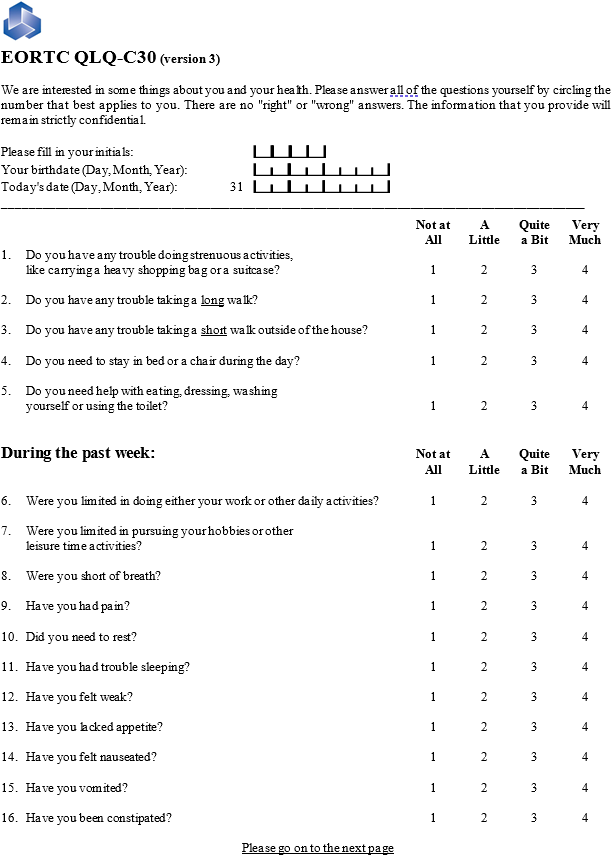 EORTC QLQ-C30 (version 3)
We are interested in some things about you and your health. Please answer all of the questions yourself by circling the
number that best applies to you. There are no "right" or "wrong" answers. The information that you provide will
remain strictly confidential.
Please fill in your initials:
Your birthdate (Day, Month, Year):
Today's date (Day, Month, Year): 31
Not at A Quite Very
All Little a Bit Much
1. Do you have any trouble doing strenuous activities,
like carrying a heavy shopping bag or a suitcase? 1 2 3 4
2. Do you have any trouble taking a long walk? 1 2 3 4
3. Do you have any trouble taking a short walk outside of the house? 1 2 3 4
4. Do you need to stay in bed or a chair during the day? 1 2 3 4
5. Do you need help with eating, dressing, washing
yourself or using the toilet? 1 2 3 4
During the past week: Not at A Quite Very
All Little a Bit Much
6. Were you limited in doing either your work or other daily activities? 1 2 3 4
7. Were you limited in pursuing your hobbies or other
leisure time activities? 1 2 3 4
8. Were you short of breath? 1 2 3 4
9. Have you had pain? 1 2 3 4
10. Did you need to rest? 1 2 3 4
11. Have you had trouble sleeping? 1 2 3 4
12. Have you felt weak? 1 2 3 4
13. Have you lacked appetite? 1 2 3 4
14. Have you felt nauseated? 1 2 3 4
15. Have you vomited? 1 2 3 4
16. Have you been constipated? 1 2 3 4
Please go on to the next page